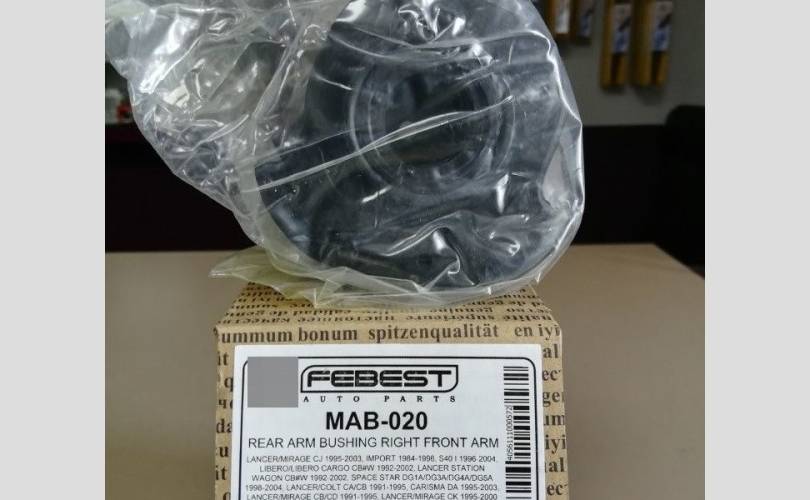 ummum bonum spitzenqualität en iyi
FEBEST
AUTO PARTS
MAB-020
REAR ARM BUSHING RIGHT FRONT ARM
LANCER/MIRAGE CJ 1995-2003, IMPORT 1984-1998, S40 I 1996-2004,
LIBERO/LIBERO CARGO CB#W 1992-2002, LANCER STATION
WAGON CB#W 1992-2002, SPACE STAR DG1A/DG3A/DG4A/DG5A
1998-2004, LANCER/COLT CA/CB 1991-1995, CARISMA DA 1995-2003,
LANCER/MIRAGE CB/CD 1991-1995, LANCER/MIRAGE CK 1995-2000
4056111000572